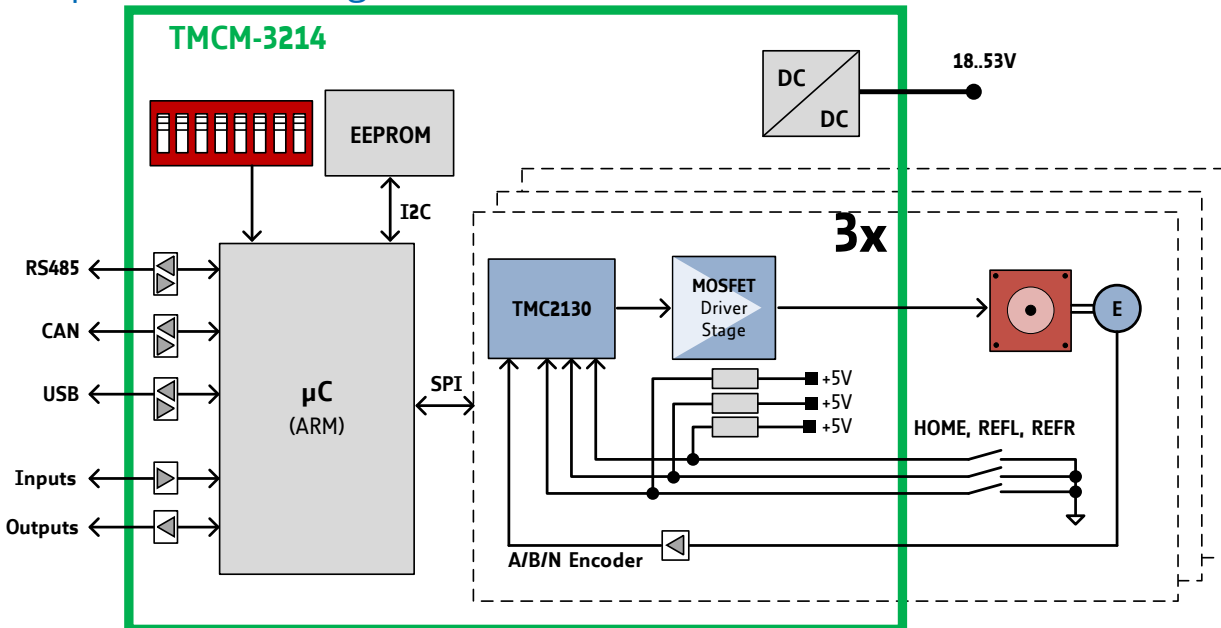 TMCM-3214
18..53V
DC
DC
EEPROM
I2C
3x
RS485
TMC2130
MOSFET
Driver
Stage
E
CAN
USB
µC
(ARM)
SPI
+5V
+5V
+5V
HOME, REFL, REFR
Inputs
Outputs
A/B/N Encoder